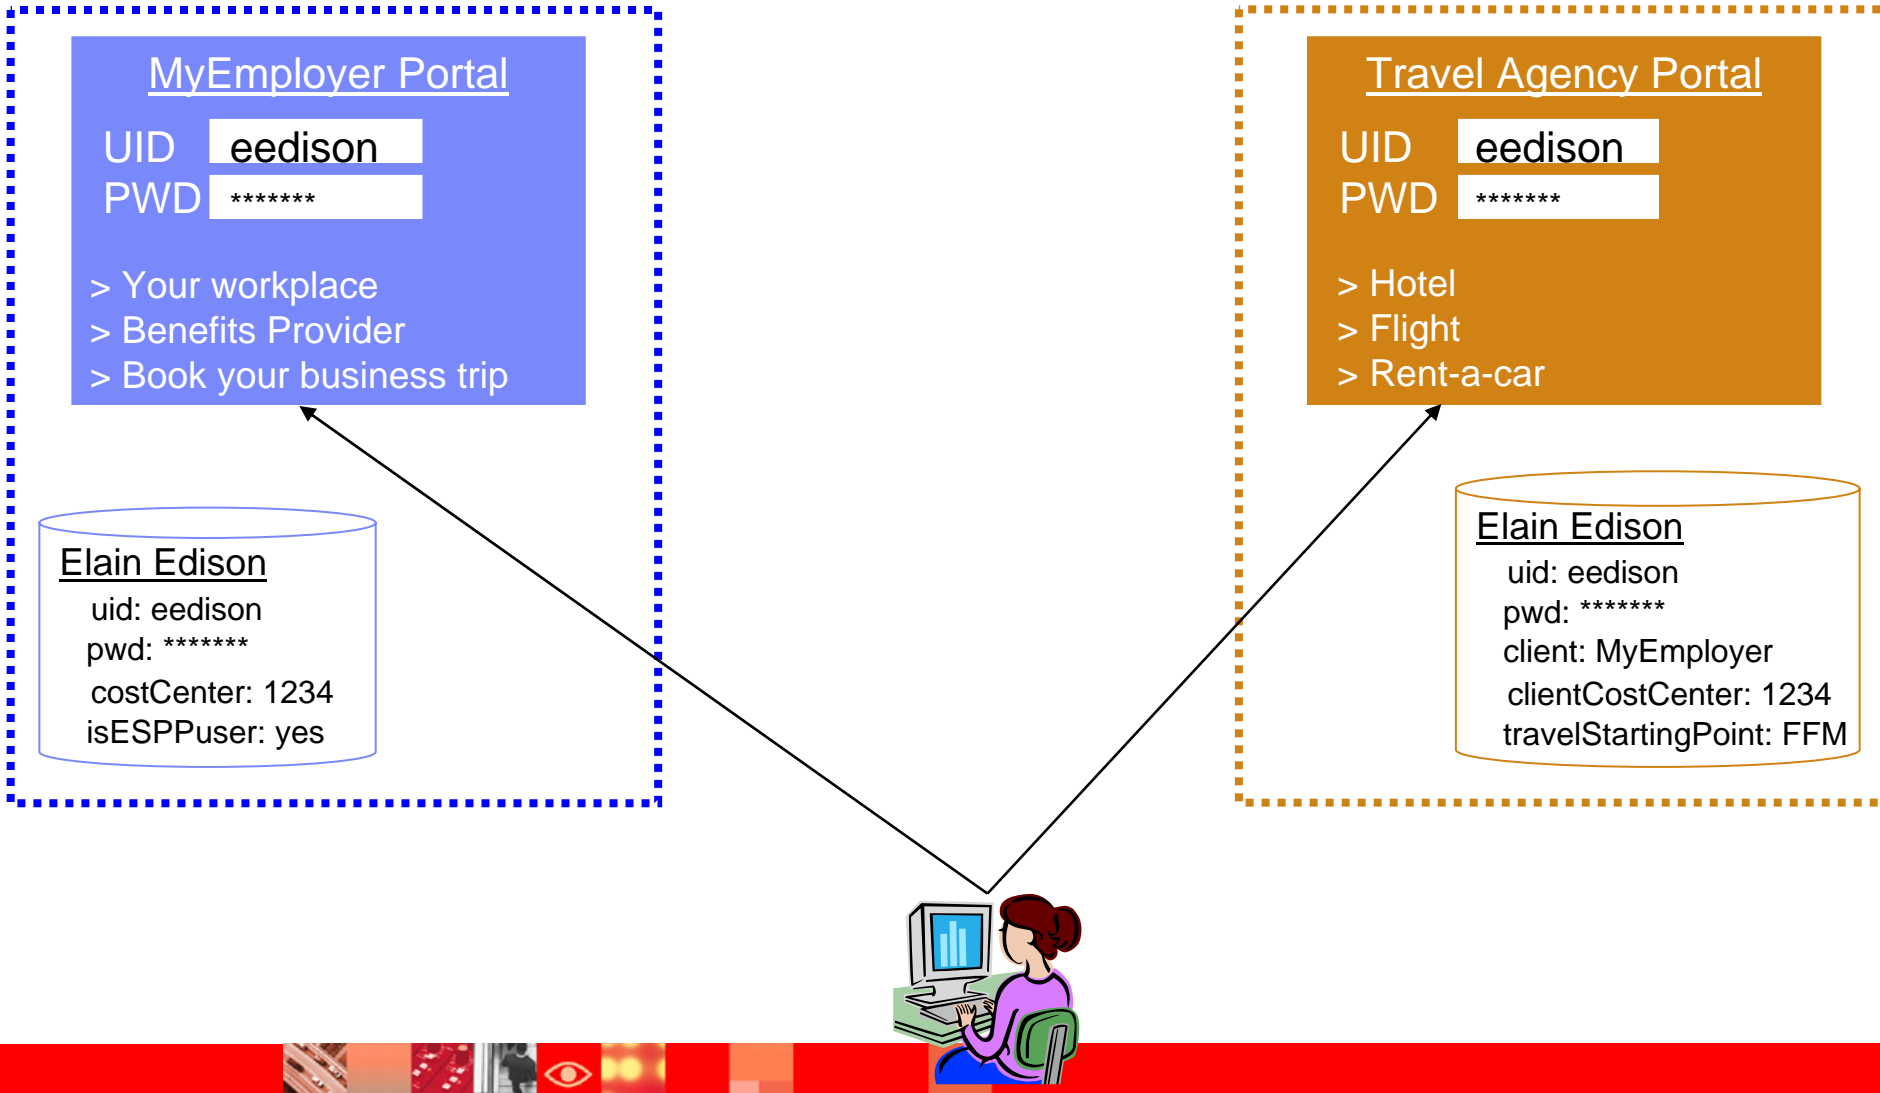 MyEmployer Portal
UID eedison
PWD *******
> Your workplace
> Benefits Provider
> Book your business trip
Elain Edison
uid: eedison
pwd: *******
costCenter: 1234
isESPPuser: yes
Travel Agency Portal
UID eedison
PWD *******
> Hotel
> Flight
> Rent-a-car
Elain Edison
uid: eedison
pwd: *******
client: MyEmployer
clientCostCenter: 1234
travelStartingPoint: FFM